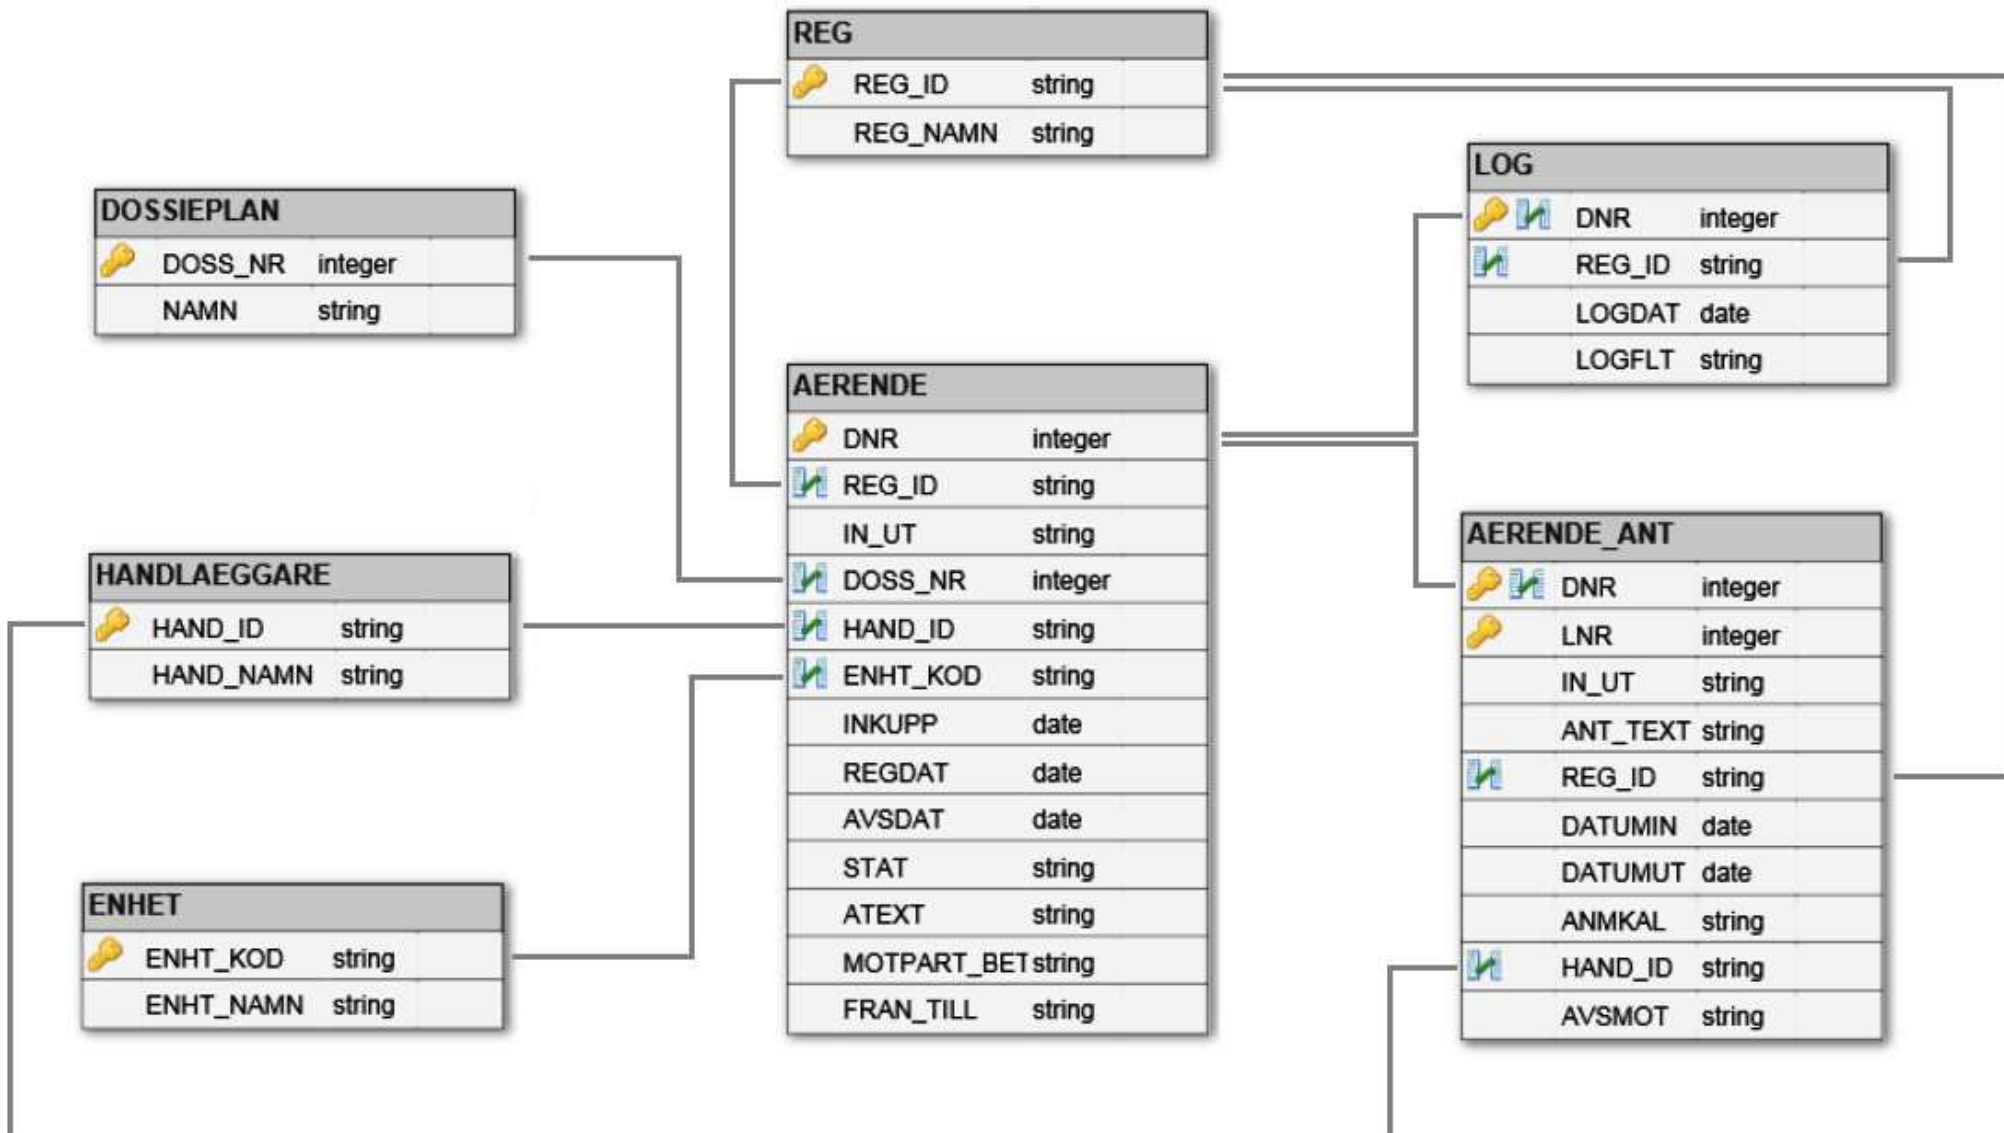 REG
REG_ID string
REG_NAMN string
DOSSIEPLAN
DOSS_NR integer
NAMN string
LOG
DNR integer
REG_ID string
LOGDAT date
LOGFLT string
AERENDE
DNR integer
REG_ID string
IN_UT string
DOSS_NR integer
HAND_ID string
ENHT_KOD string
INKUPP date
REGDAT date
AVSDAT date
STAT string
ATEXT string
MOTPART_BET string
FRAN_TILL string
HANDLAEGGARE
HAND_ID string
HAND_NAMN string
AERENDE_ANT
DNR integer
LNR integer
IN_UT string
ANT_TEXT string
REG_ID string
DATUMIN date
DATUMUT date
ANMKAL string
HAND_ID string
AVSMOT string
ENHET
ENHT_KOD string
ENHT_NAMN string